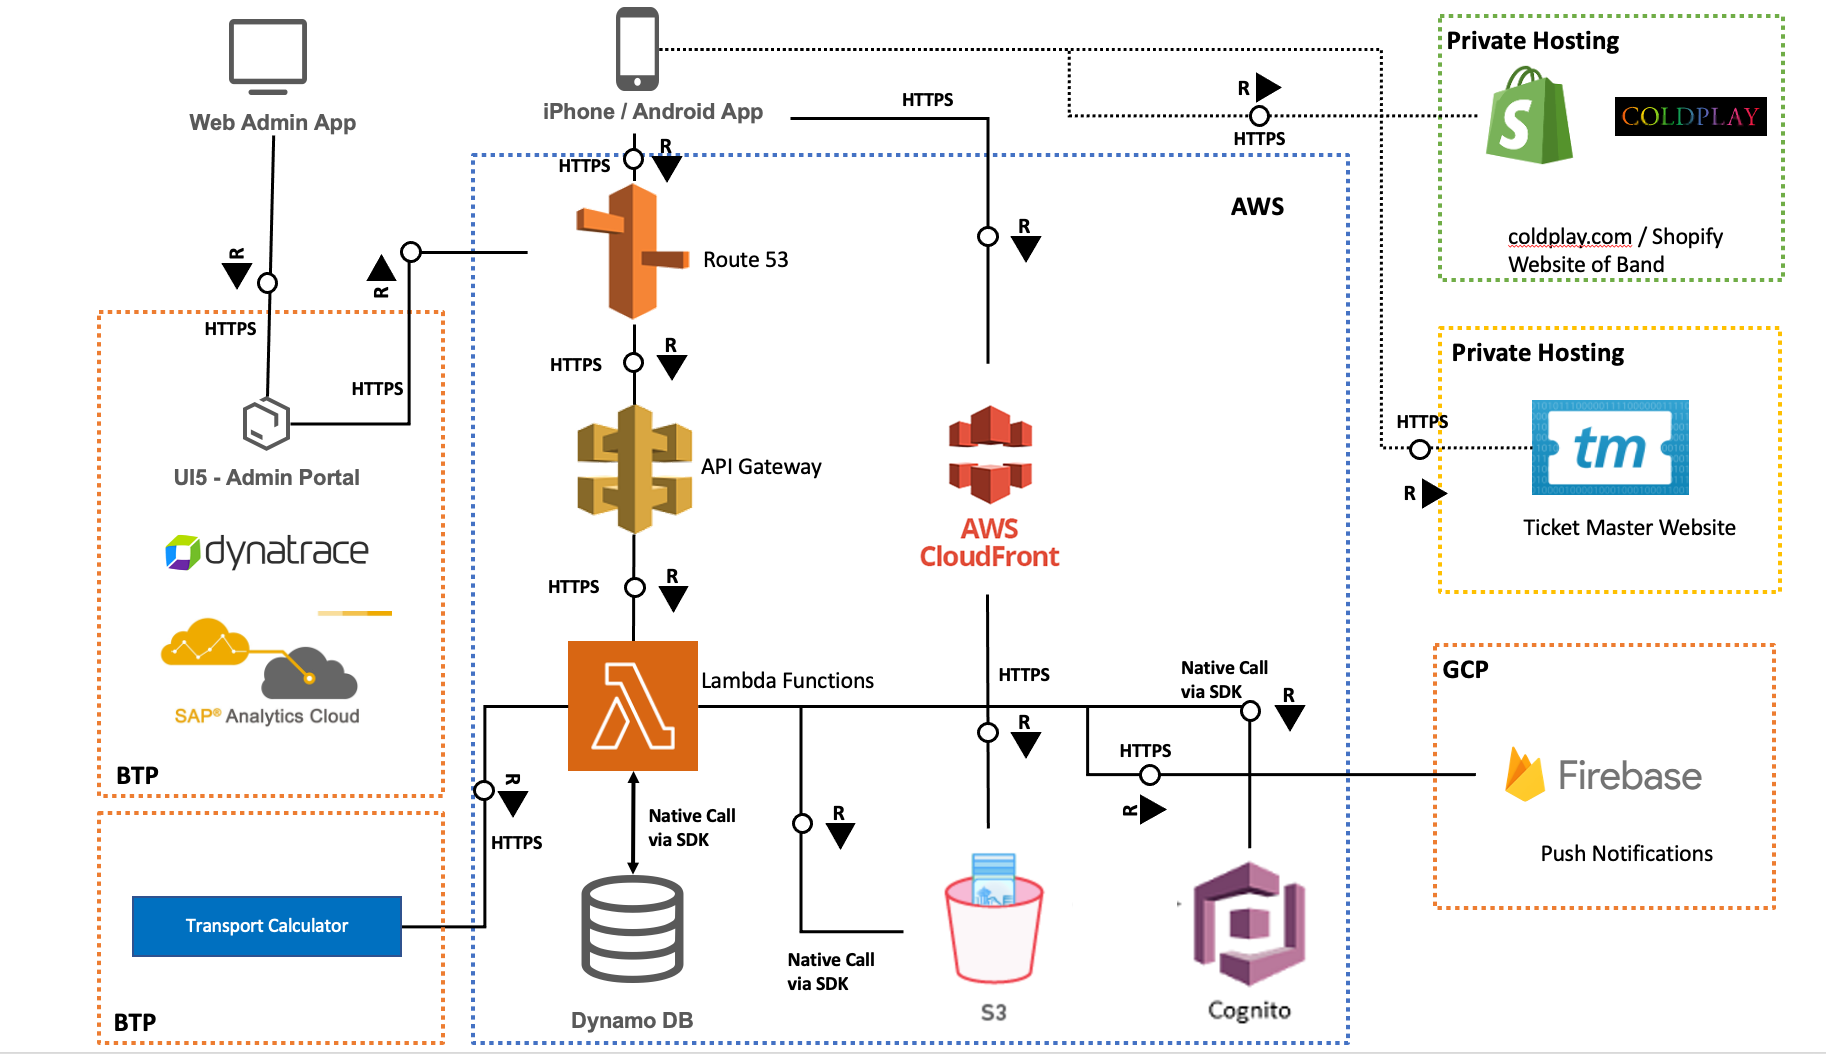 Web Admin App
iPhone / Android App
HTTPS
R
HTTPS
Private Hosting
S
COLDPLAY
coldplay.com / Shopify
Website of Band
HTTPS
R
AWS
Route 53
R
R
HTTPS
R
HTTPS
HTTPS
R
R
Private Hosting
HTTPS
R
tm
Ticket Master Website
UI5 - Admin Portal
dynatrace
SAP® Analytics Cloud
BTP
API Gateway
AWS
CloudFront
HTTPS
R
Lambda Functions
HTTPS
R
Native Call
via SDK
R
GCP
Firebase
Push Notifications
HTTPS
R
R
HTTPS
Native Call
via SDK
R
Native Call
via SDK
Transport Calculator
BTP
Dynamo DB
S3
Cognito